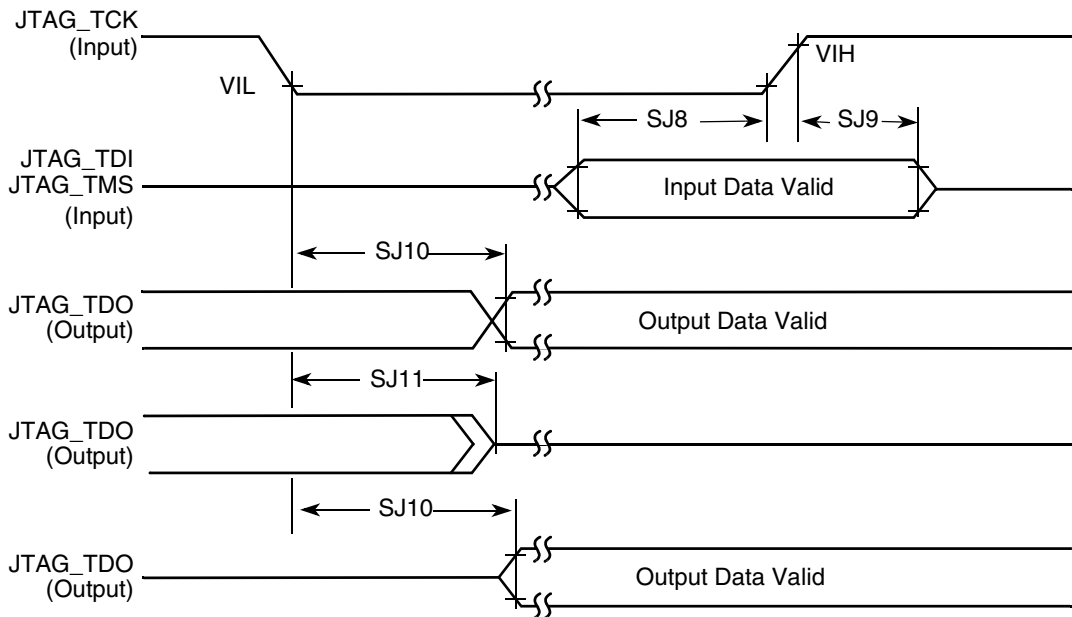 JTAG_TCK
(Input)
VIL
VIH
SJ8
SJ9
JTAG_TDI
JTAG_TMS
(Input)
Input Data Valid
SJ10
JTAG_TDO
(Output)
Output Data Valid
SJ11
JTAG_TDO
(Output)
SJ10
JTAG_TDO
(Output)
Output Data Valid